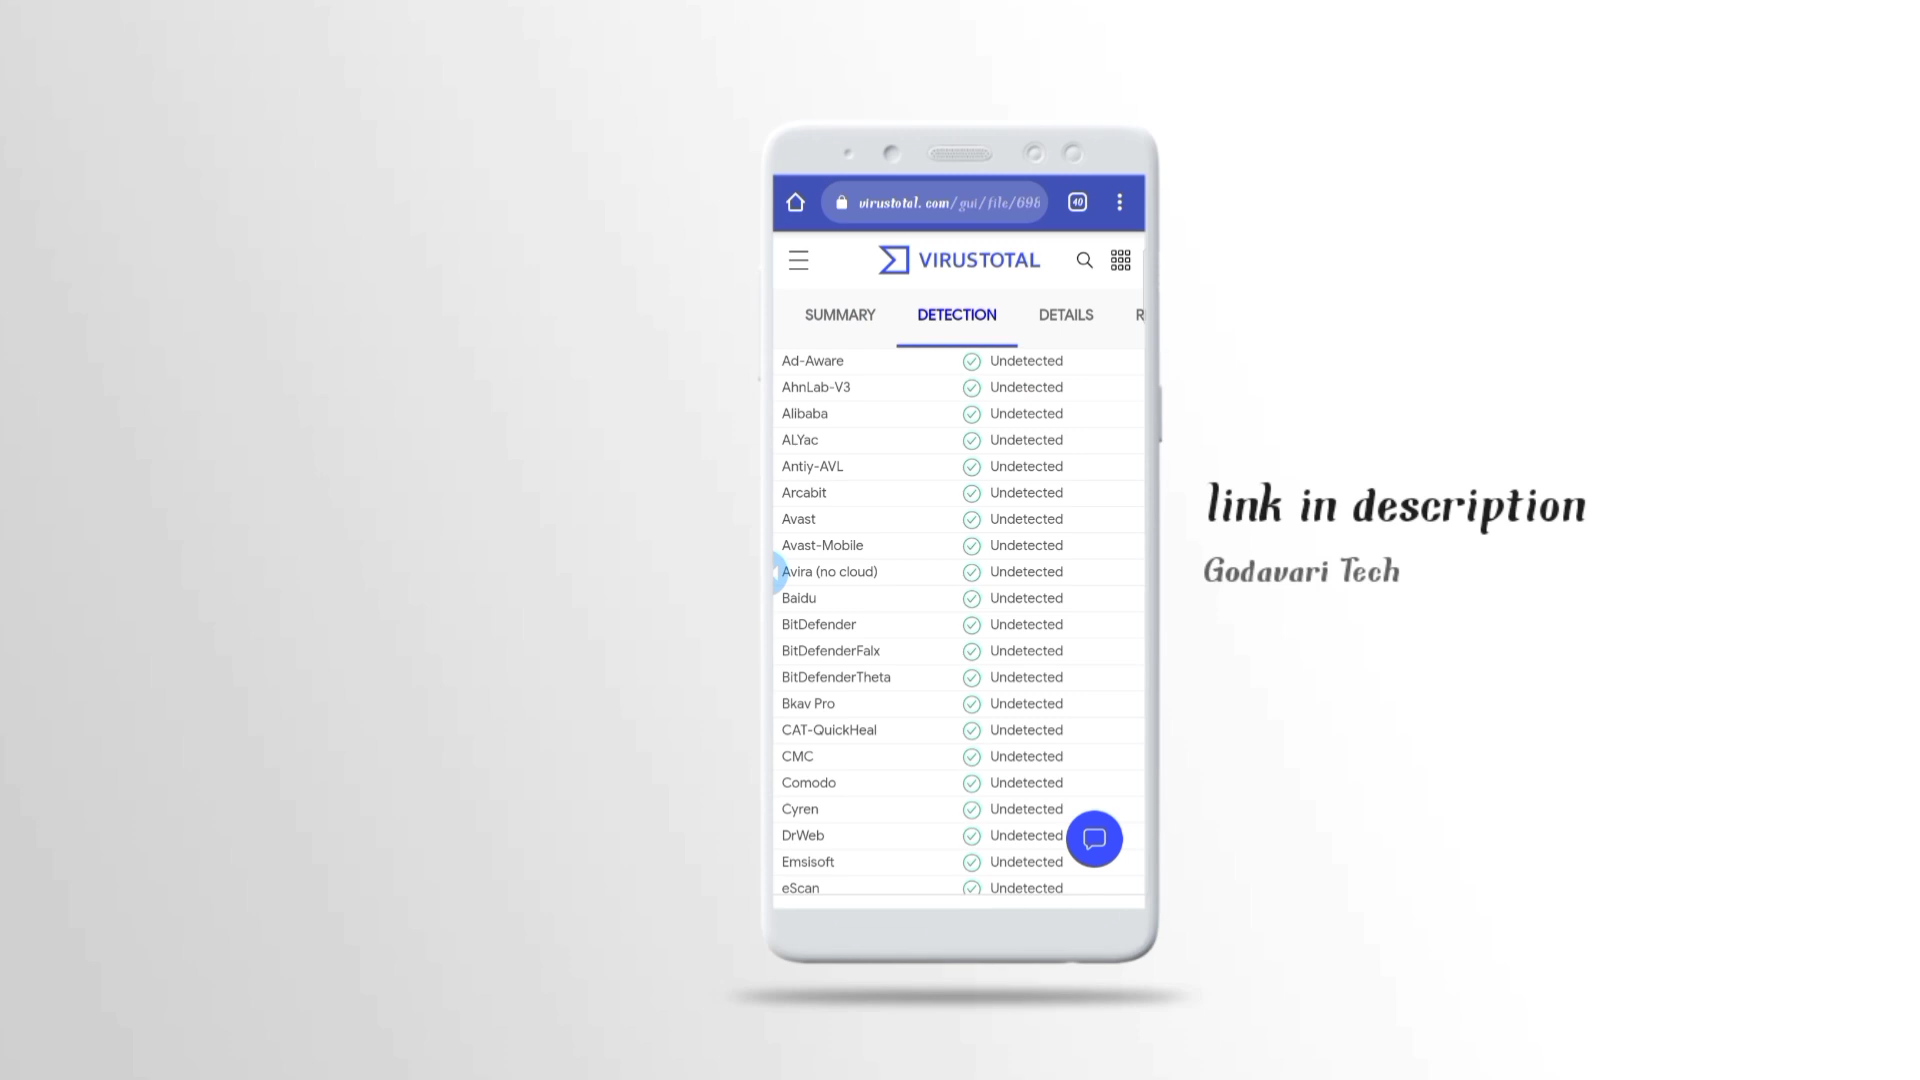 virustotal.com/gui/file/698
40
VIRUSTOTAL
SUMMARY DETECTION DETAILS R
Ad-Aware Undetected
AhnLab-V3 Undetected
Alibaba Undetected
ALYac Undetected
Antiy-AVL Undetected
Arcabit Undetected
Avast Undetected
Avast-Mobile Undetected
Avira (no cloud) Undetected
Baidu Undetected
BitDefender Undetected
BitDefenderFalx Undetected
BitDefenderTheta Undetected
Bkav Pro Undetected
CAT-QuickHeal Undetected
CMC Undetected
Comodo Undetected
Cyren Undetected
DrWeb Undetected
Emsisoft Undetected
eScan Undetected
link in description
Godavari Tech